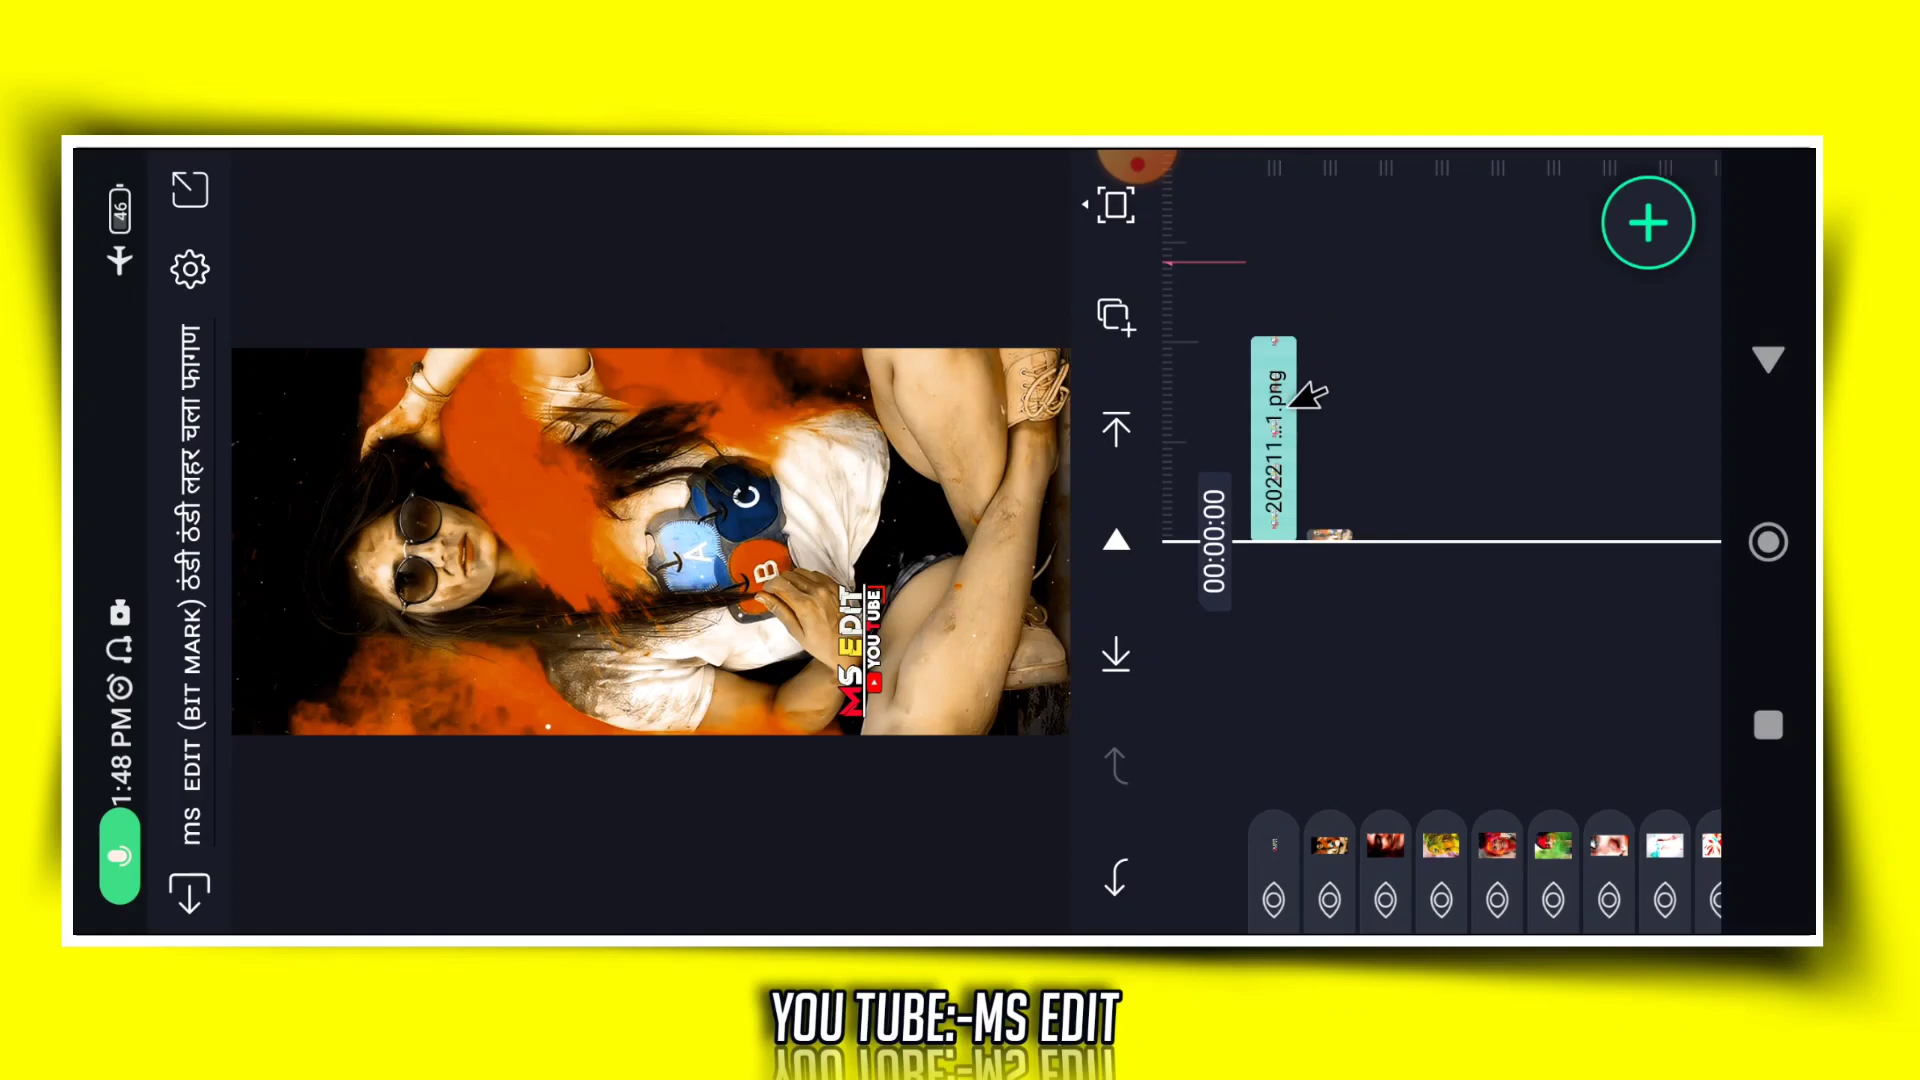 46
1:48 PM
ms EDIT (BIT MARK) ठंडी ठंडी लहर चला फागण
A
B
C
MS EDIT
YOU TUBE
00:00:00
202211...1.png
YOU TUBE:-MS EDIT